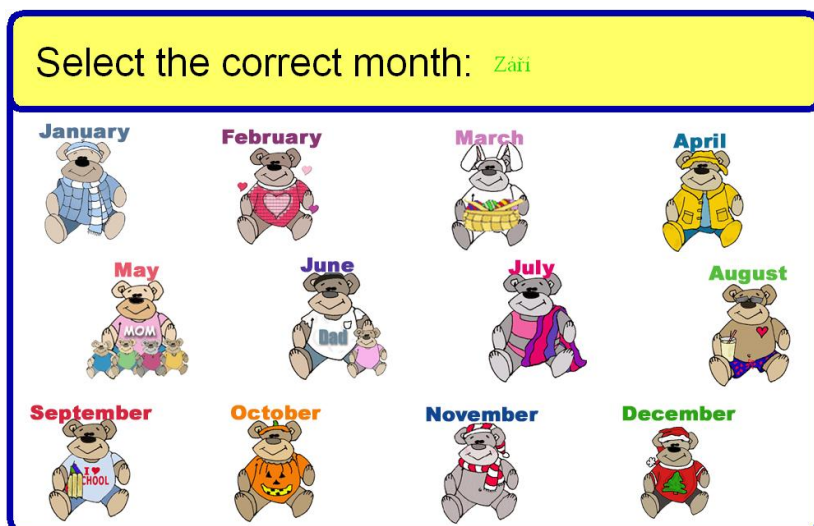 Select the correct month: Září
January February March April
May June July August
MOM Dad
September October November December
I ♥
SCHOOL